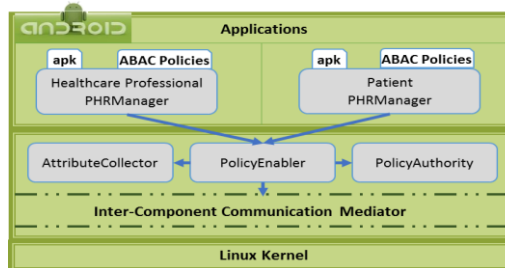 ANDROID
Applications
apk ABAC Policies
Healthcare Professional
PHRManager
apk ABAC Policies
Patient
PHRManager
AttributeCollector
PolicyEnabler
PolicyAuthority
Inter-Component Communication Mediator
Linux Kernel